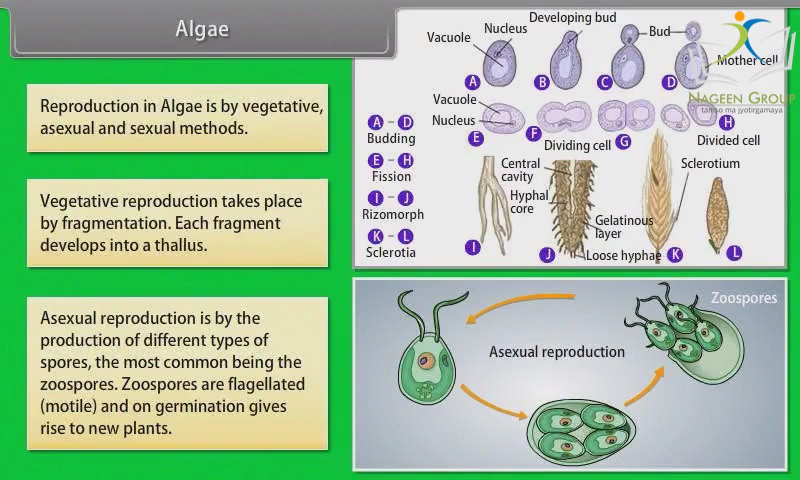 Algae
Reproduction in Algae is by vegetative,
asexual and sexual methods.
Vegetative reproduction takes place
by fragmentation. Each fragment
develops into a thallus.
Asexual reproduction is by the
production of different types of
spores, the most common being the
zoospores. Zoospores are flagellated
(motile) and on germination gives
rise to new plants.
Developing bud
Nucleus
Vacuole
Bud
Mother cell
A
B
C
D
NAGEEN GROUP
tamso ma jyotirgamaya
Vacuole
Nucleus
E
F
Dividing cell
G
H
Divided cell
A – D
Budding
E – H
Fission
I – J
Rizomorph
K – L
Sclerotia
Central
cavity
Hyphal
core
Gelatinous
layer
Loose hyphae
Sclerotium
I
J
K
L
Zoospores
Asexual reproduction